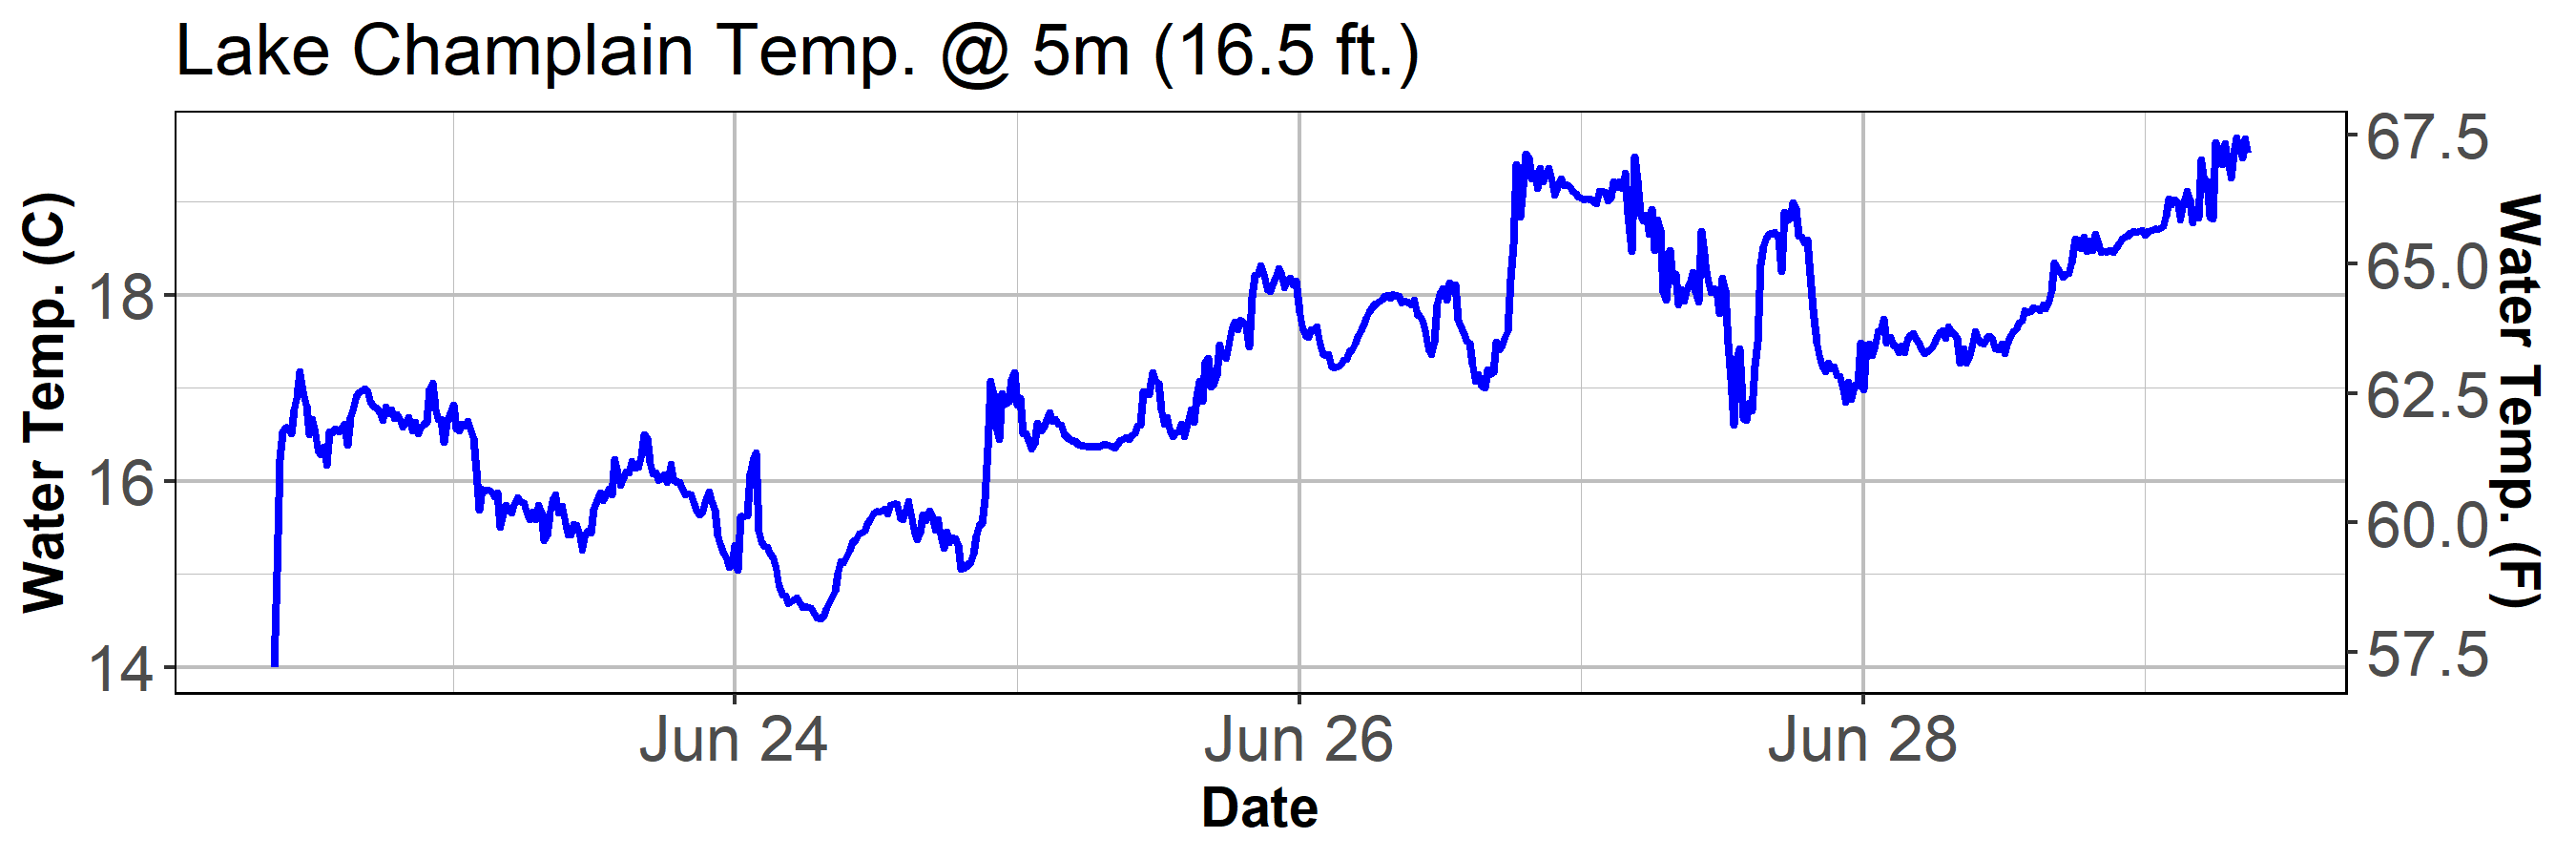 Lake Champlain Temp. @ 5m (16.5 ft.)
Water Temp. (C)
18
16
14
67.5
65.0
62.5
60.0
57.5
Water Temp. (F)
Jun 24
Jun 26
Jun 28
Date